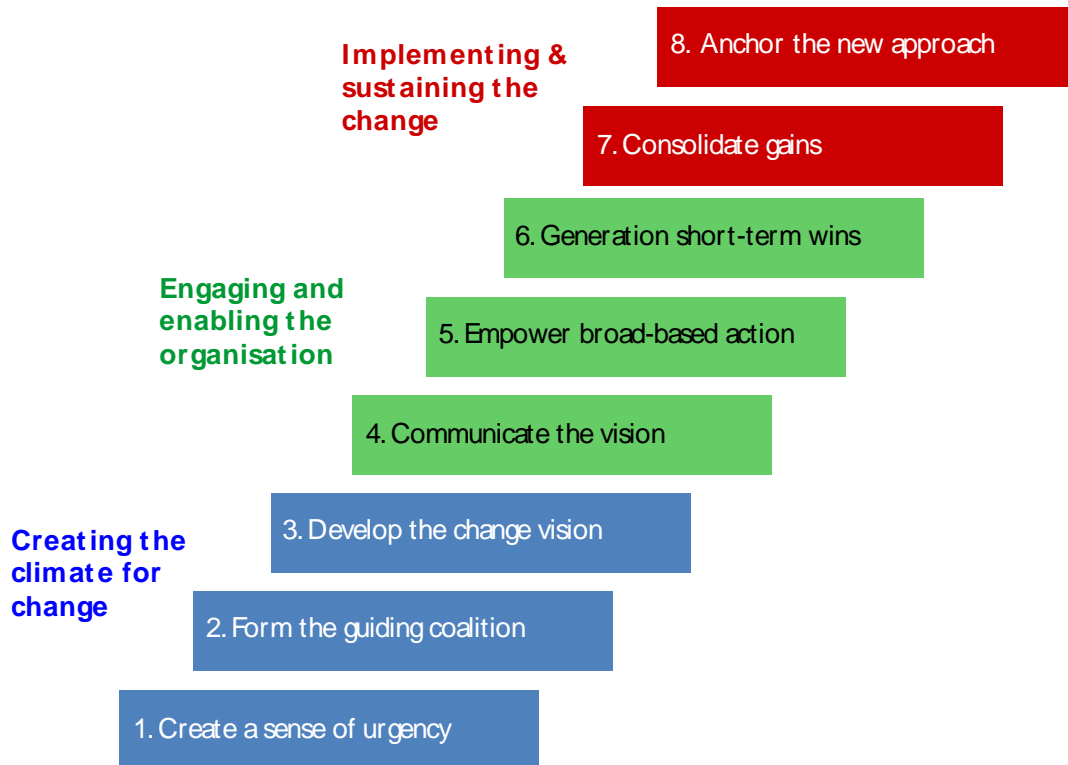 8. Anchor the new approach
Implementing &
sustaining the
change
7. Consolidate gains
6. Generation short-term wins
Engaging and
enabling the
organisation
5. Empower broad-based action
4. Communicate the vision
3. Develop the change vision
Creating the
climate for
change
2. Form the guiding coalition
1. Create a sense of urgency